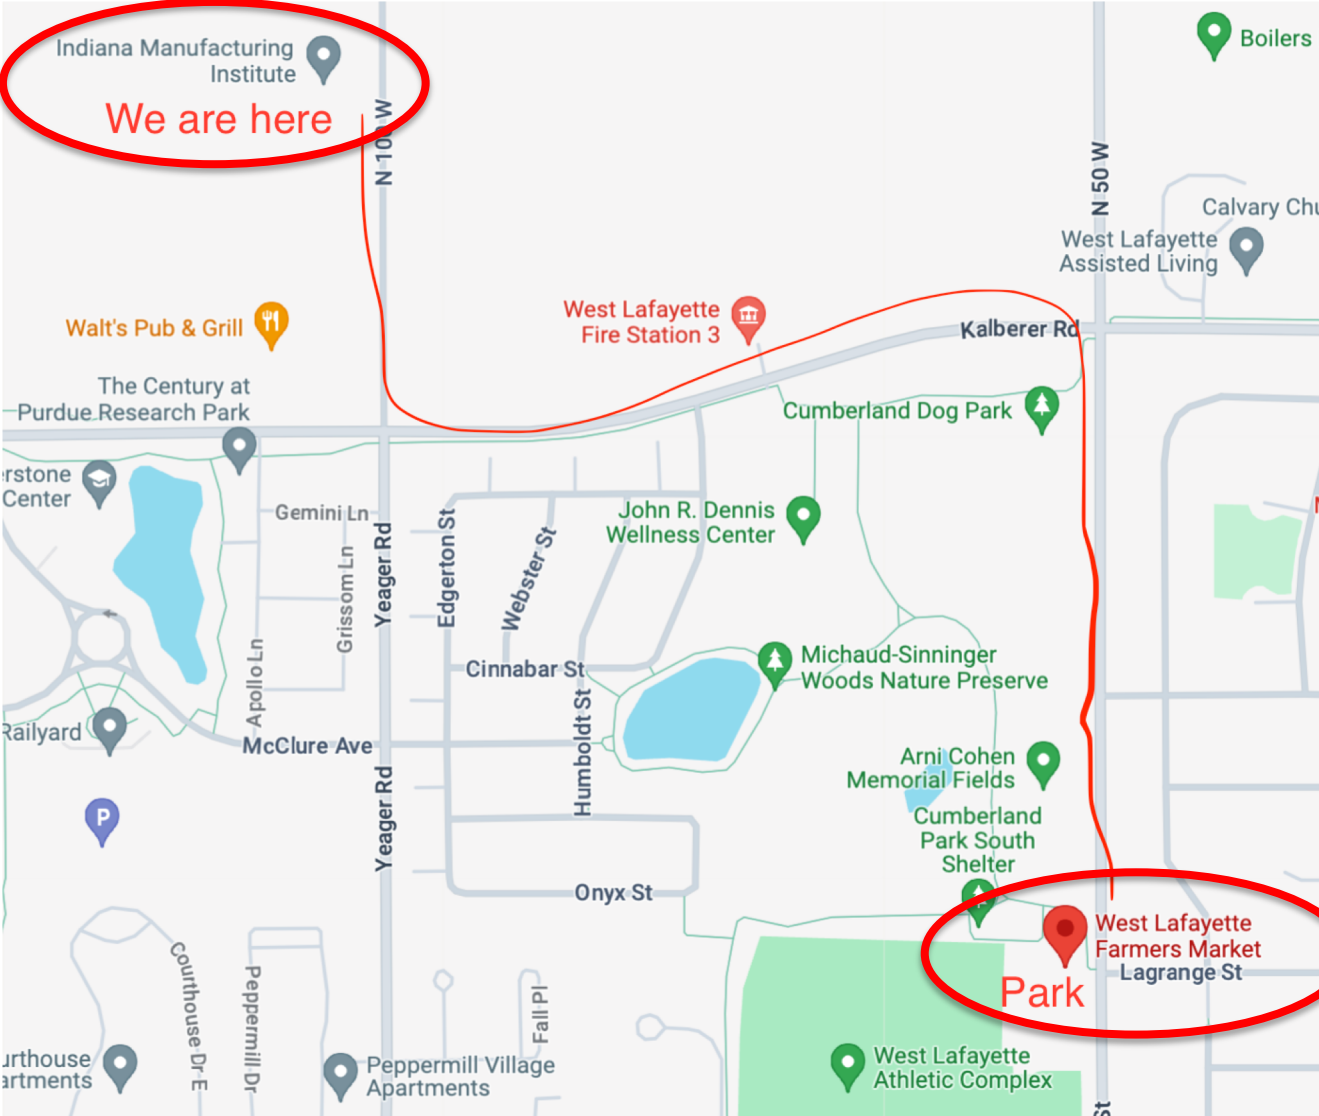 Indiana Manufacturing
Institute
We are here
N 100 W
Boilers
N 50 W
Calvary Chu
West Lafayette
Assisted Living
Walt's Pub & Grill
West Lafayette
Fire Station 3
Kalberer Rd
The Century at
Purdue Research Park
Cumberland Dog Park
erstone
Center
Gemini Ln
John R. Dennis
Wellness Center
Yeager Rd
Edgerton St
Webster St
Grissom Ln
Apollo Ln
Cinnabar St
Michaud-Sinninger
Woods Nature Preserve
Humboldt St
Railyard
McClure Ave
Arni Cohen
Memorial Fields
P
Yeager Rd
Cumberland
Park South
Shelter
Onyx St
West Lafayette
Farmers Market
Lagrange St
Park
Courthouse Dr E
Peppermill Dr
Fall Pl
urthouse
artments
Peppermill Village
Apartments
West Lafayette
Athletic Complex
St